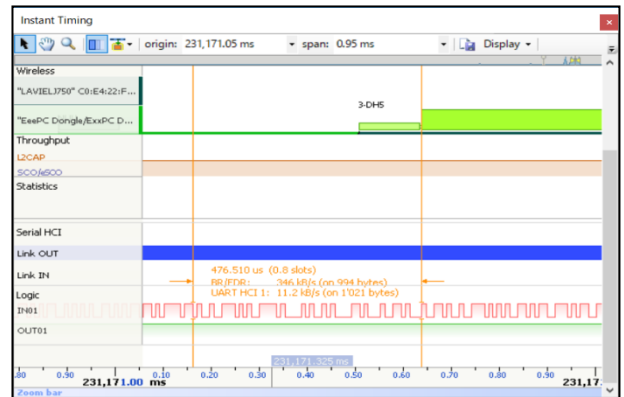 Instant Timing
origin: 231,171.05 ms span: 0.95 ms Display
Wireless
"LAVIELJ750" C0:E4:22:F...
3-DH5
"EeePC Dongle/ExxPC D...
Throughput
L2CAP
SCO/eSCO
Statistics
Serial HCI
Link OUT
Link IN
476.510 us (0.8 slots)
BR/EDR: 346 kB/s (on 994 bytes)
UART HCI 1: 11.2 kB/s (on 1'021 bytes)
Logic
IN01
OUT01
231,171.325 ms
.80 0.90 0.10 0.20 0.30 0.40 0.50 0.60 0.70 0.80 0.90
231,171.00 ms 231,17
Zoom bar